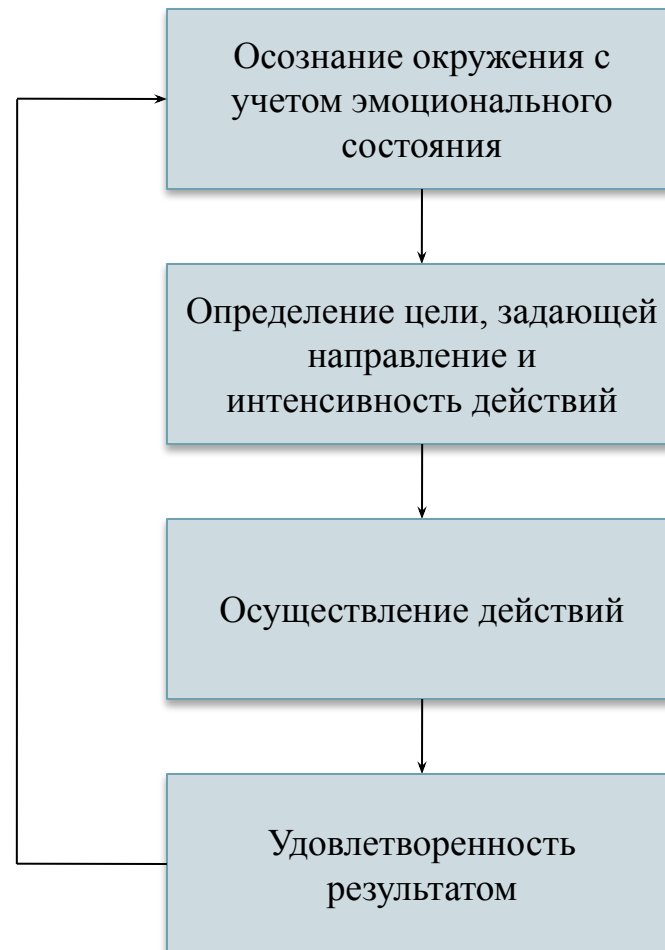 Осознание окружения с
учетом эмоционального
состояния
Определение цели, задающей
направление и
интенсивность действий
Осуществление действий
Удовлетворенность
результатом